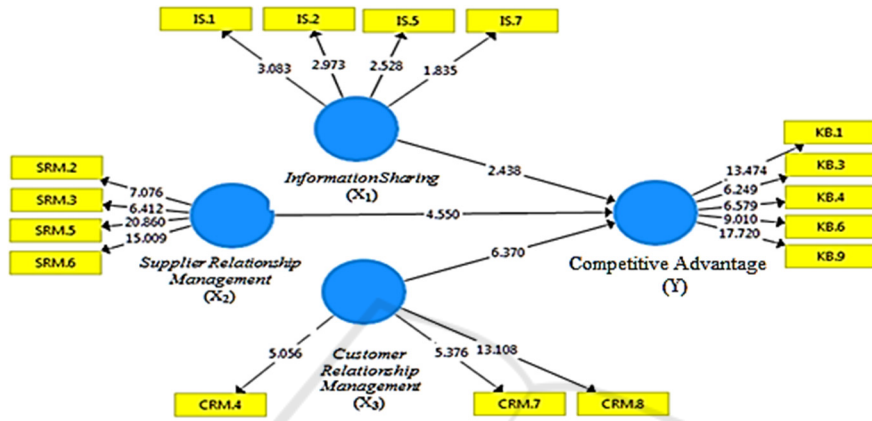 IS.1
IS.2
IS.5
IS.7
3.083
2.973
2.528
1.835
InformationSharing
(X₁)
2.438
SRM.2
SRM.3
SRM.5
SRM.6
7.076
6.412
20.860
15.009
Supplier Relationship
Management
(X₂)
4.550
KB.1
KB.3
KB.4
KB.6
KB.9
13.474
6.249
6.579
9.010
17.720
Competitive Advantage
(Y)
6.370
5.056
Customer
Relationship
Management
(X₃)
5.376
13.108
CRM.4
CRM.7
CRM.8